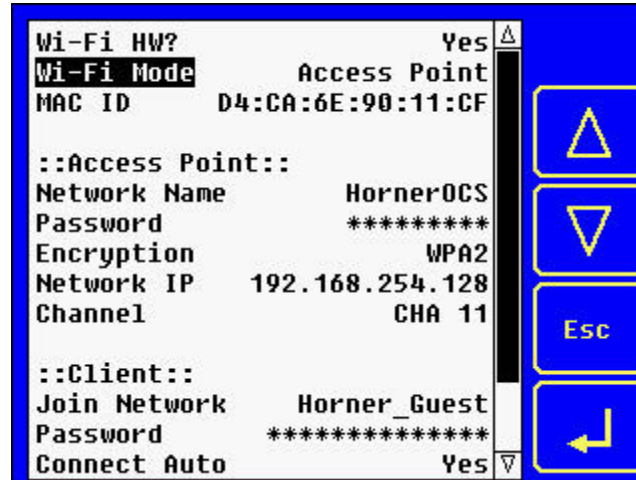 Wi-Fi HW? Yes
Wi-Fi Mode Access Point
MAC ID D4:CA:6E:90:11:CF
::Access Point::
Network Name HornerOCS
Password *********
Encryption WPA2
Network IP 192.168.254.128
Channel CHA 11
::Client::
Join Network Horner_Guest
Password **************
Connect Auto Yes
Esc